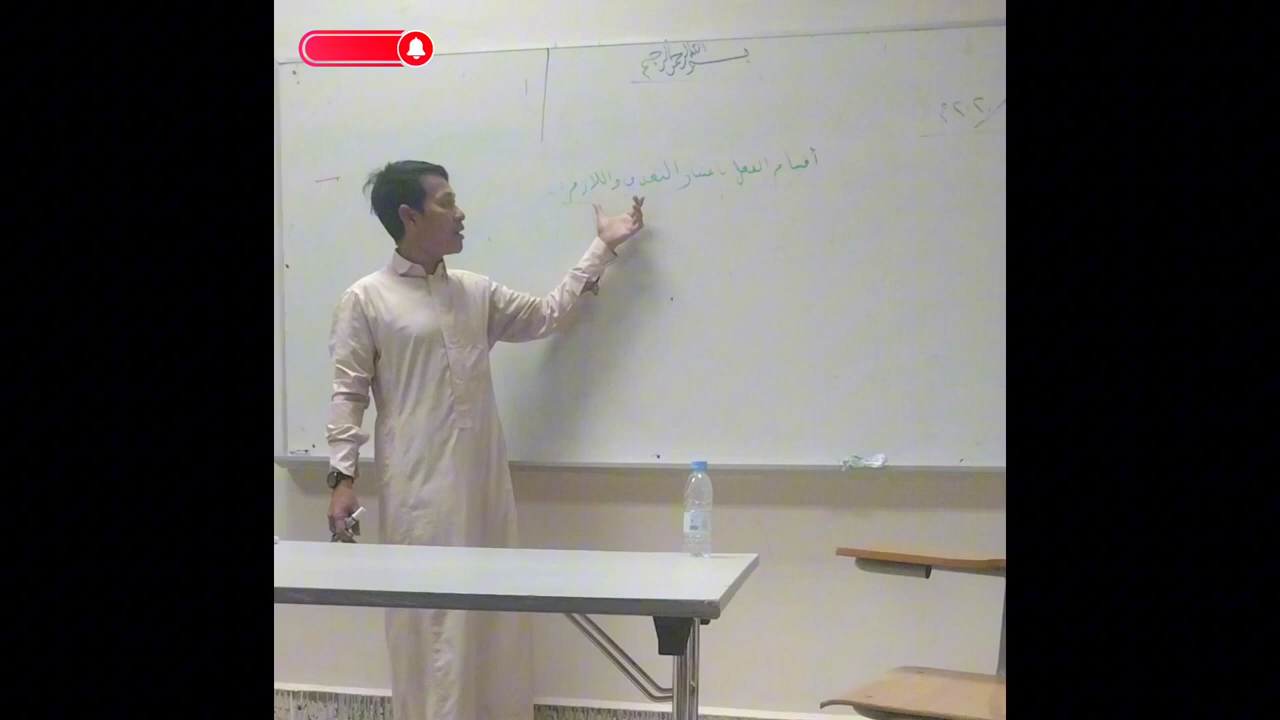 بسم الله الرحمن الرحيم
أقسام الفعل باعتبار التعدي واللازم